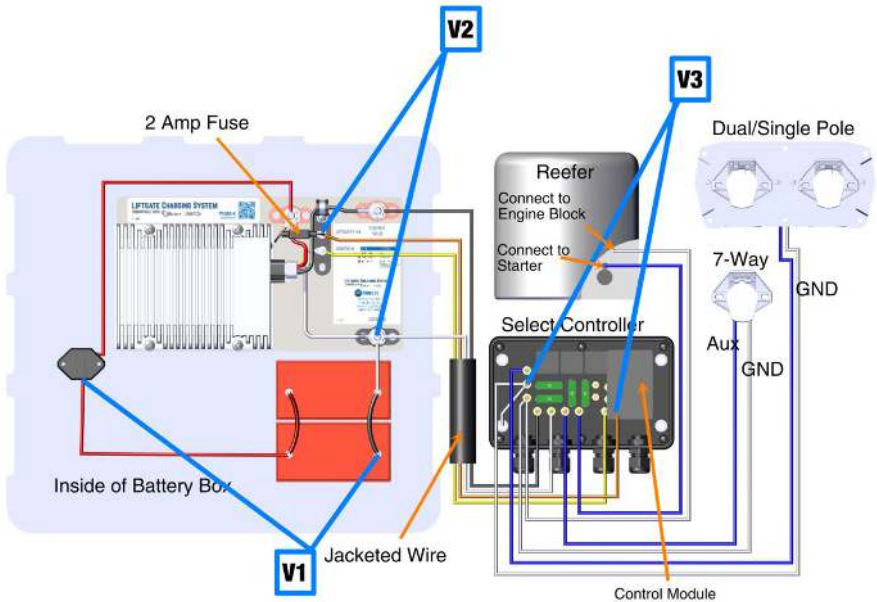 V2
V3
2 Amp Fuse
Dual/Single Pole
LIFTGATE CHARGING SYSTEM
Reefer
Connect to
Engine Block
Connect to
Starter
7-Way
GND
Select Controller
Aux
GND
Inside of Battery Box
V1
Jacketed Wire
Control Module